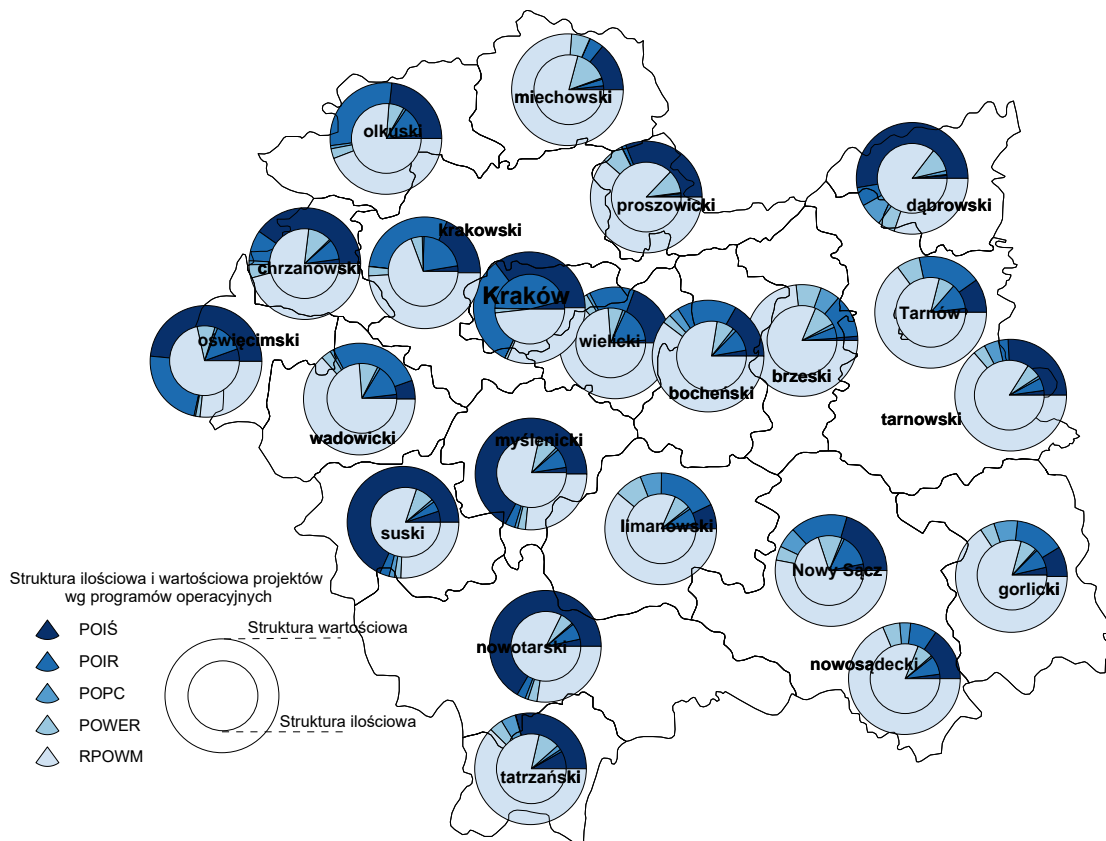 miechowski
olkuski
proszowicki
dąbrowski
krakowski
chrzanowski
Kraków
Tarnów
oświęcimski
wielicki
bocheński
brzeski
tarnowski
wadowicki
myślenicki
suski
limanowski
Nowy Sącz
gorlicki
nowotarski
nowosądecki
tatrzański
Struktura ilościowa i wartościowa projektów
wg programów operacyjnych
POIŚ
POIR
POPC
POWER
RPOWM
Struktura wartościowa
Struktura ilościowa